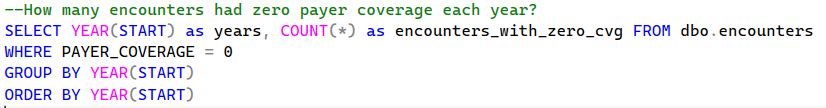 --How many encounters had zero payer coverage each year?
SELECT YEAR(START) as years, COUNT(*) as encounters_with_zero_cvg FROM dbo.encounters
WHERE PAYER_COVERAGE = 0
GROUP BY YEAR(START)
ORDER BY YEAR(START)